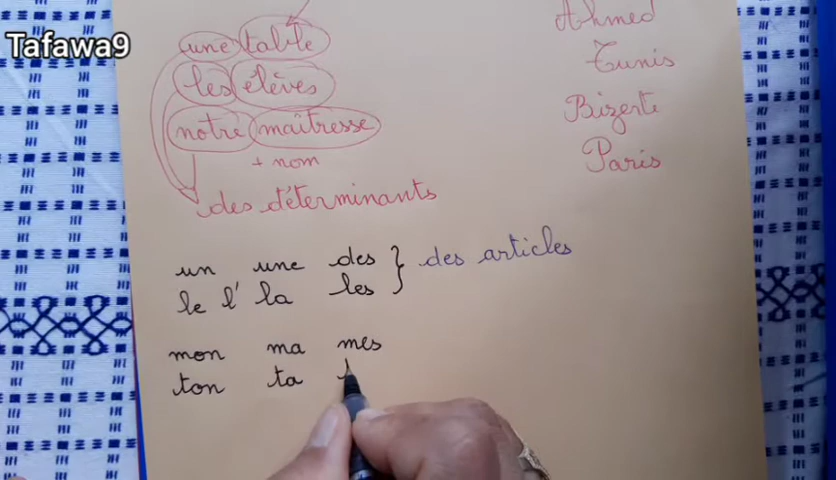 Tafawa9
une table
les élèves
notre maîtresse
+ nom
des déterminants
Ahmed
Tunis
Bizerte
Paris
un une des } des articles
le l' la les
mon ma mes
ton ta